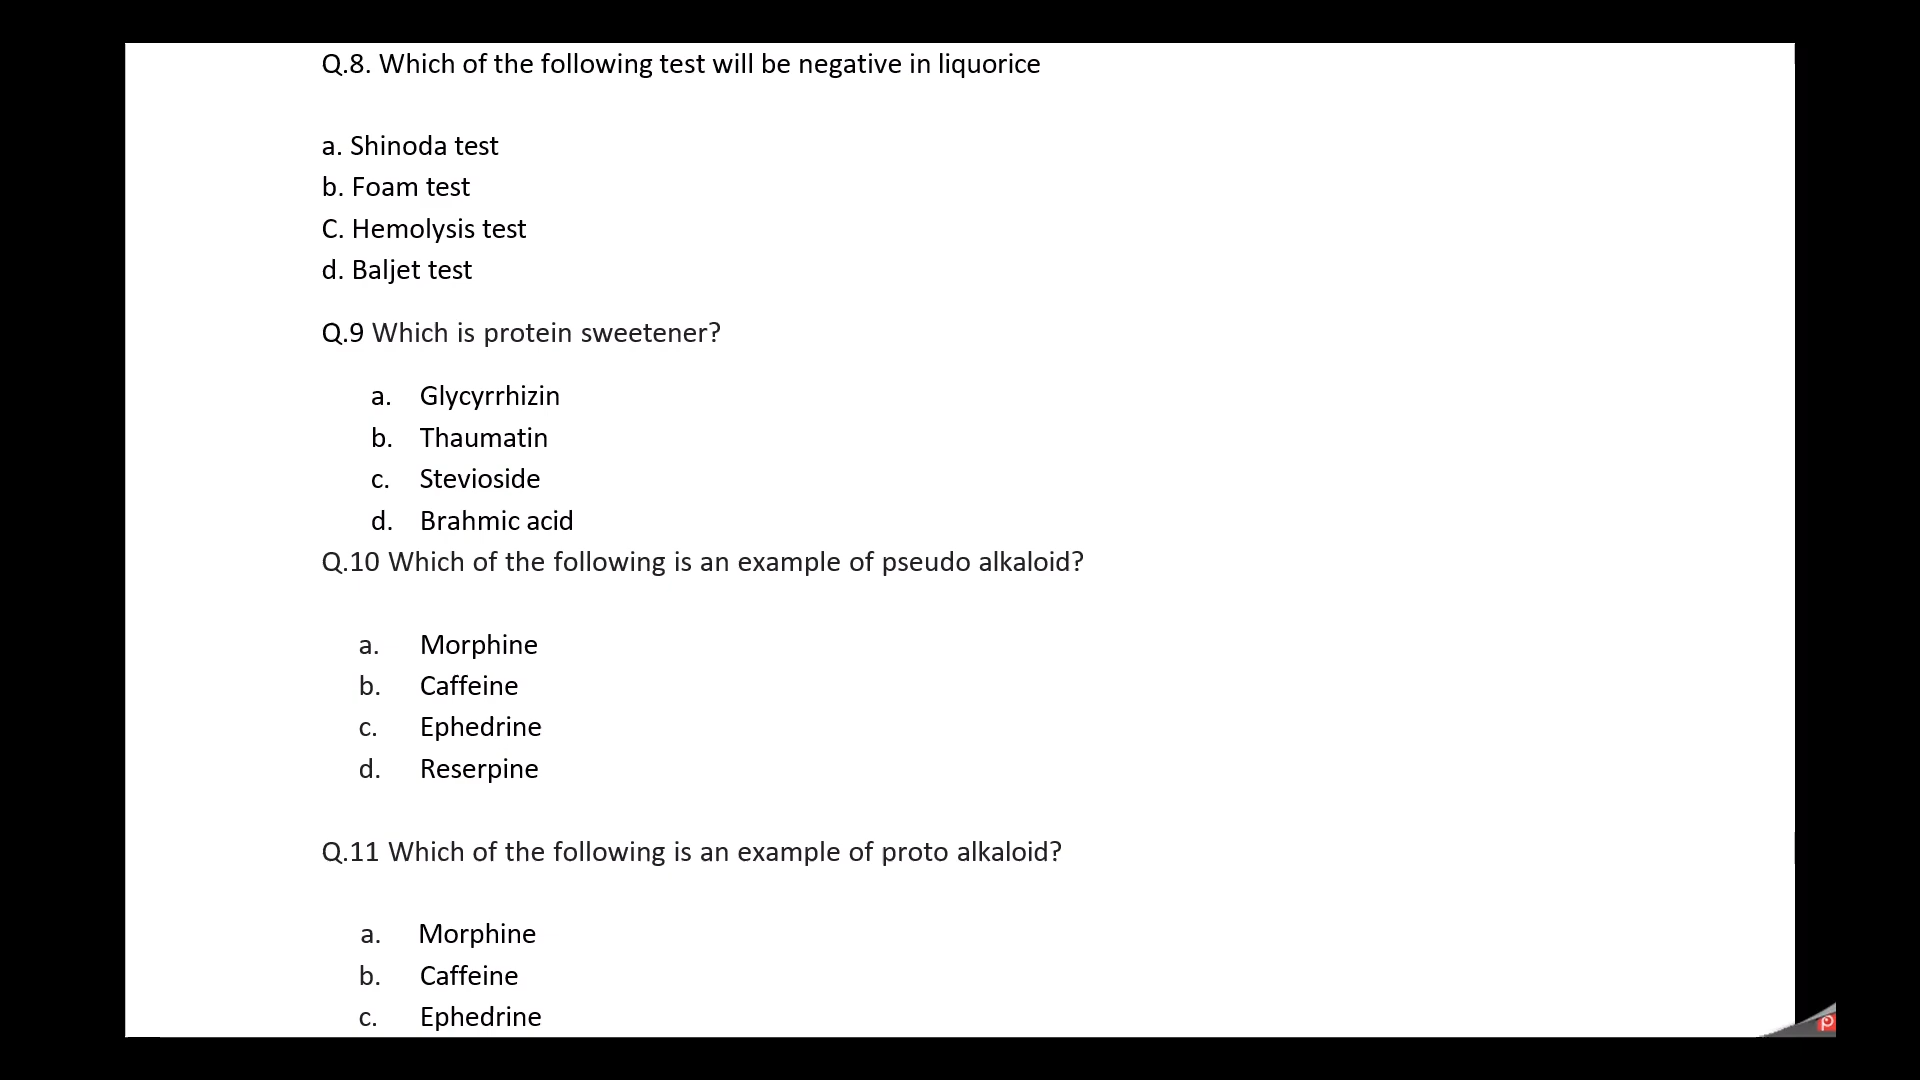 Q.8. Which of the following test will be negative in liquorice
a. Shinoda test
b. Foam test
C. Hemolysis test
d. Baljet test
Q.9 Which is protein sweetener?
a. Glycyrrhizin
b. Thaumatin
c. Stevioside
d. Brahmic acid
Q.10 Which of the following is an example of pseudo alkaloid?
a. Morphine
b. Caffeine
c. Ephedrine
d. Reserpine
Q.11 Which of the following is an example of proto alkaloid?
a. Morphine
b. Caffeine
c. Ephedrine